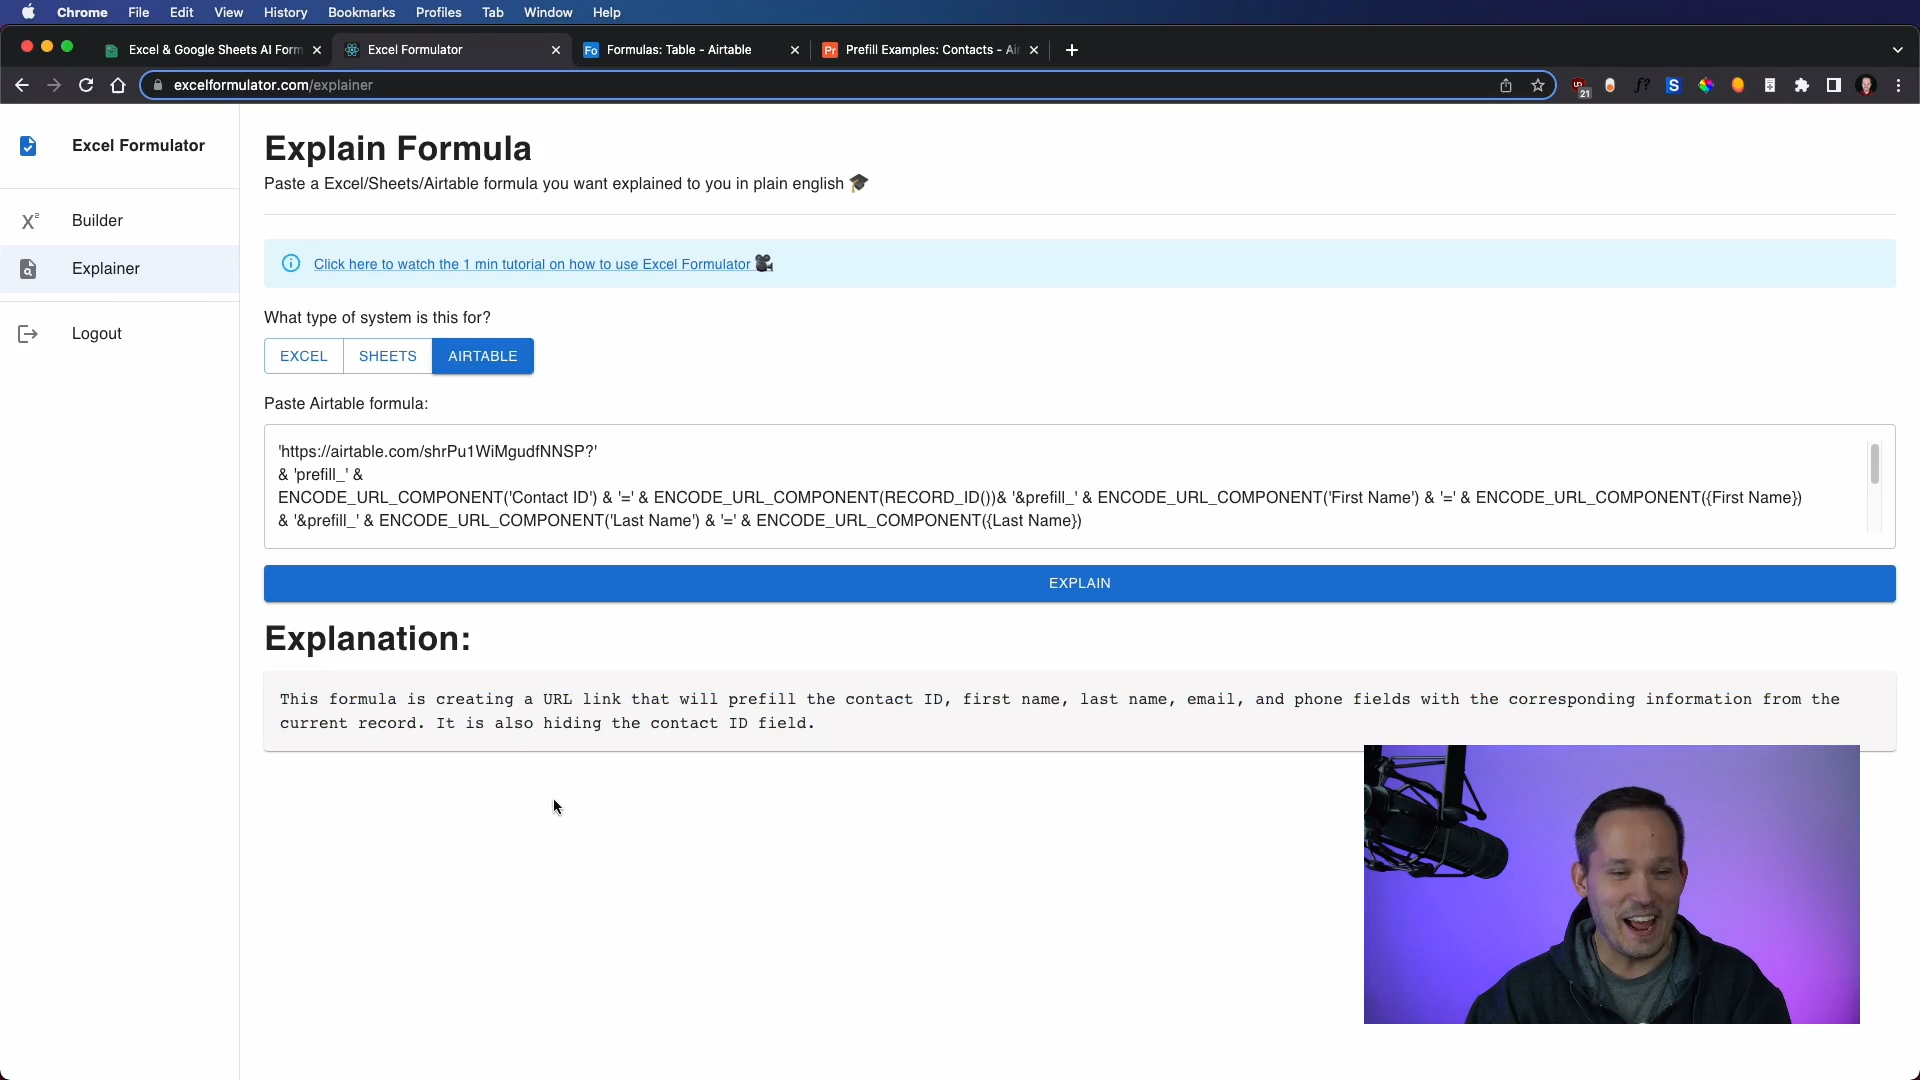 Chrome File Edit View History Bookmarks Profiles Tab Window Help
Excel & Google Sheets AI Form Excel Formulator Fo Formulas: Table - Airtable Pr Prefill Examples: Contacts - Air
excelformulator.com/explainer 21 f? S
Excel Formulator
Builder
Explainer
Logout
Explain Formula
Paste a Excel/Sheets/Airtable formula you want explained to you in plain english
Click here to watch the 1 min tutorial on how to use Excel Formulator
What type of system is this for?
EXCEL SHEETS AIRTABLE
Paste Airtable formula:
'https://airtable.com/shrPu1WiMgudfNNSP?'
& 'prefill_' &
ENCODE_URL_COMPONENT('Contact ID') & '=' & ENCODE_URL_COMPONENT(RECORD_ID())& '&prefill_' & ENCODE_URL_COMPONENT('First Name') & '=' & ENCODE_URL_COMPONENT({First Name})
& '&prefill_' & ENCODE_URL_COMPONENT('Last Name') & '=' & ENCODE_URL_COMPONENT({Last Name})
EXPLAIN
Explanation:
This formula is creating a URL link that will prefill the contact ID, first name, last name, email, and phone fields with the corresponding information from the
current record. It is also hiding the contact ID field.